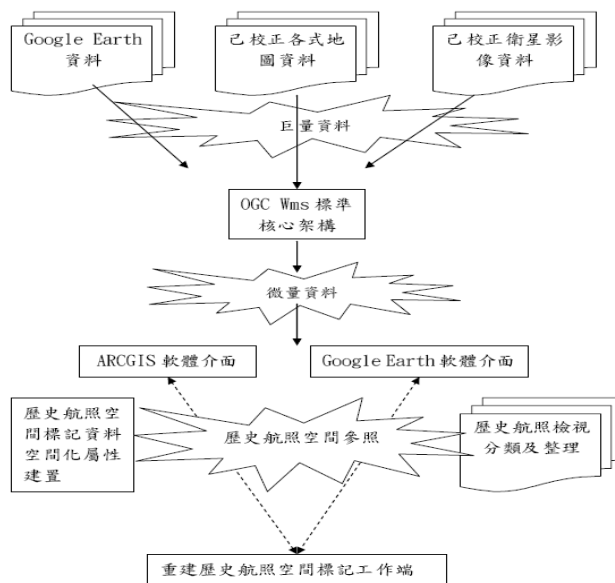 Google Earth
資料
已校正各式地
圖資料
已校正衛星影
像資料
巨量資料
OGC Wms 標準
核心架構
微量資料
ARCGIS 軟體介面
Google Earth 軟體介面
歷史航照空
間標記資料
空間化屬性
建置
歷史航照空間參照
歷史航照檢視
分類及整理
重建歷史航照空間標記工作端